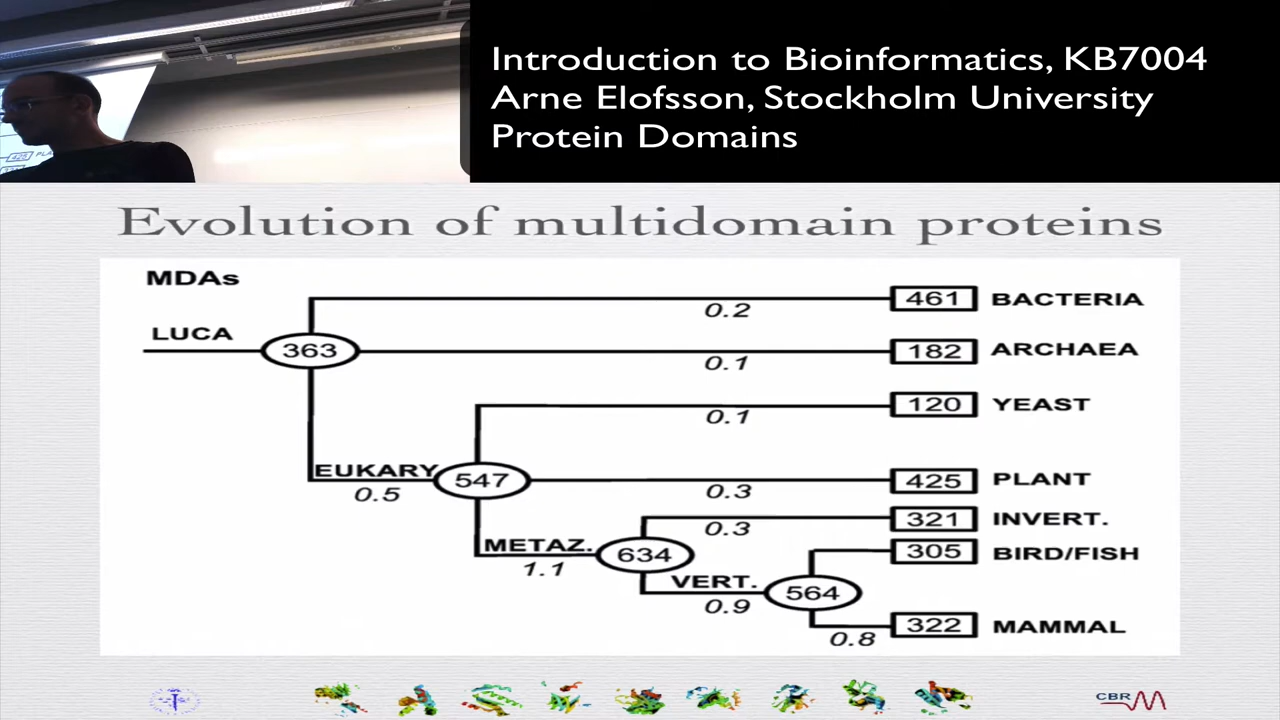 Introduction to Bioinformatics, KB7004
Arne Elofsson, Stockholm University
Protein Domains
Evolution of multidomain proteins
MDAs
LUCA
363
0.2
461 BACTERIA
0.1
182 ARCHAEA
0.1
120 YEAST
EUKARY
0.5
547
0.3
425 PLANT
METAZ.
1.1
634
0.3
321 INVERT.
305 BIRD/FISH
VERT.
0.9
564
0.8
322 MAMMAL
CBR